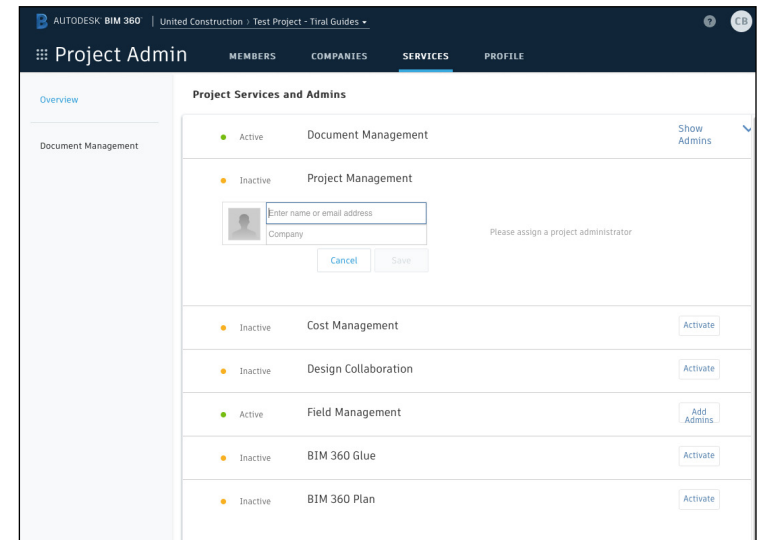 AUTODESK® BIM 360° United Construction › Test Project - Tiral Guides
? CB
Project Admin MEMBERS COMPANIES SERVICES PROFILE
Overview
Document Management
Project Services and Admins
Active Document Management Show Admins
Inactive Project Management
Enter name or email address
Company
Please assign a project administrator
Cancel Save
Inactive Cost Management Activate
Inactive Design Collaboration Activate
Active Field Management Add Admins
Inactive BIM 360 Glue Activate
Inactive BIM 360 Plan Activate